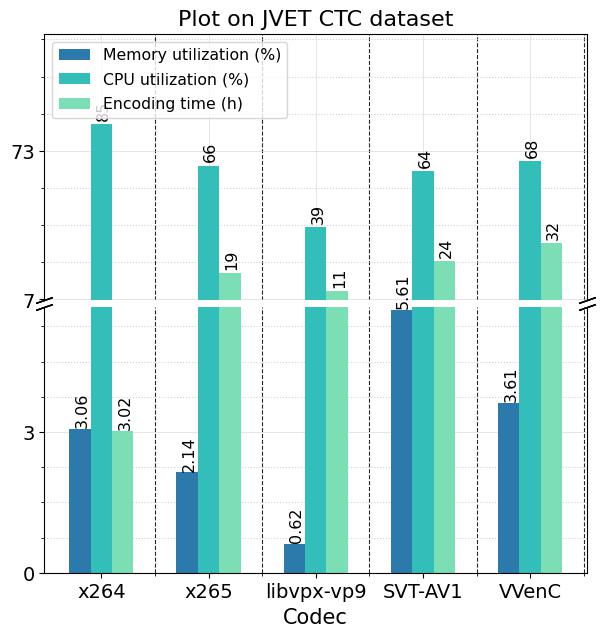 Plot on JVET CTC dataset
Memory utilization (%)
CPU utilization (%)
Encoding time (h)
85
73
66
39
64
68
19
11
24
32
7
5.61
3.06
3.02
2.14
0.62
3.61
3
0
x264
x265
libvpx-vp9
SVT-AV1
VVenC
Codec